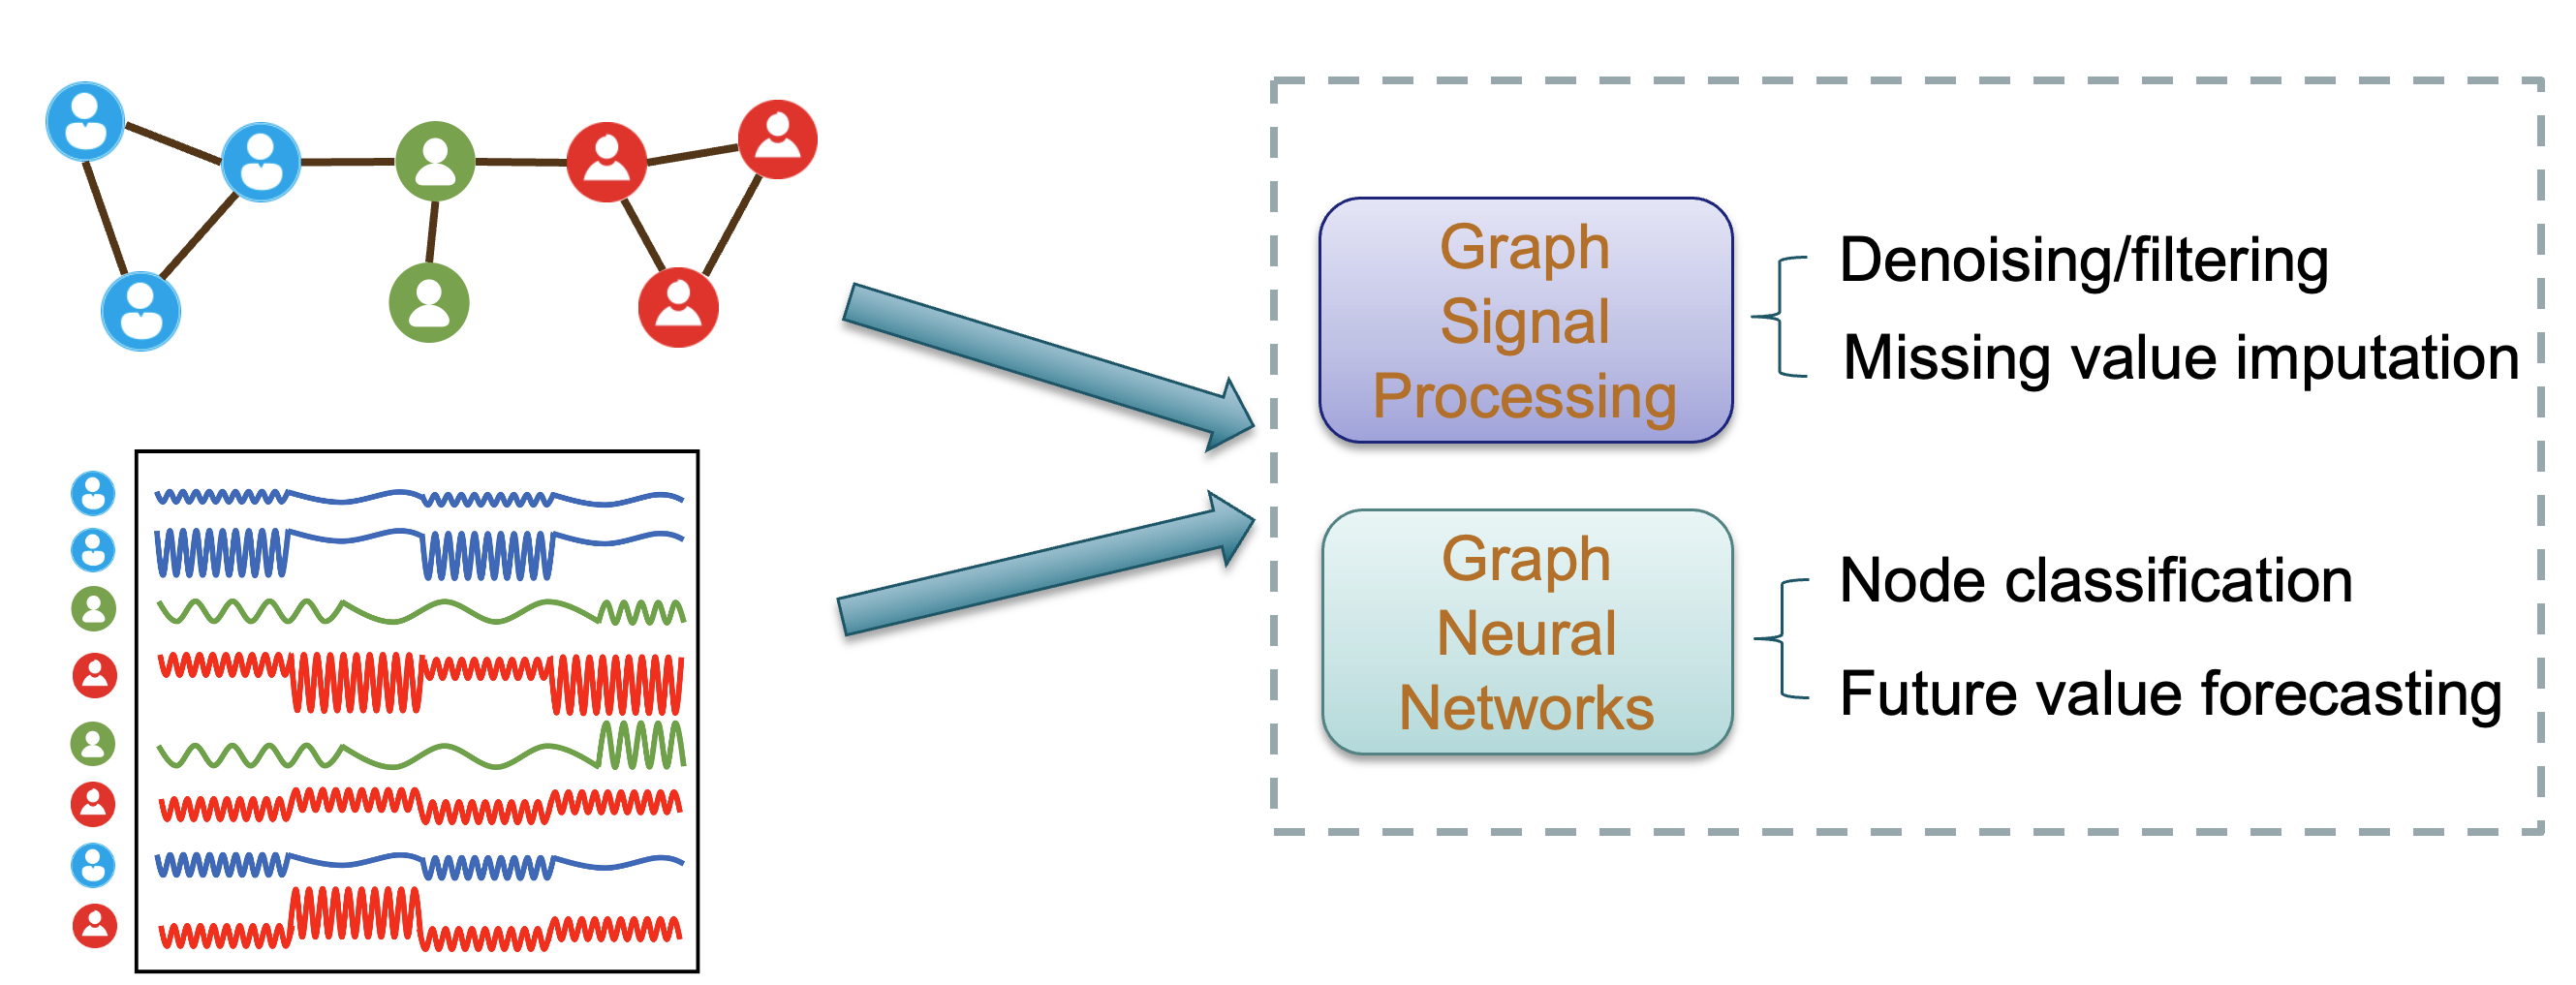 Graph
Signal
Processing
Denoising/filtering
Missing value imputation
Graph
Neural
Networks
Node classification
Future value forecasting